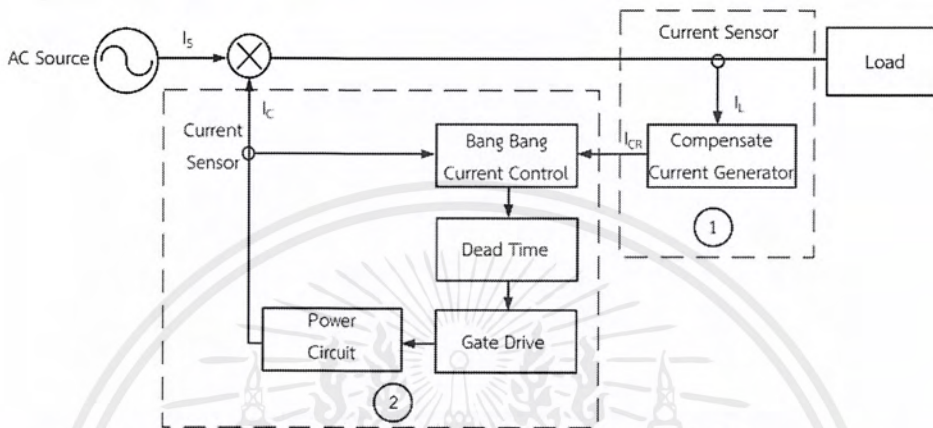 Current Sensor
AC Source
I_S
Load
I_C
I_L
Current
Sensor
Bang Bang
Current Control
I_CR
Compensate
Current Generator
1
Dead Time
Power
Circuit
Gate Drive
2